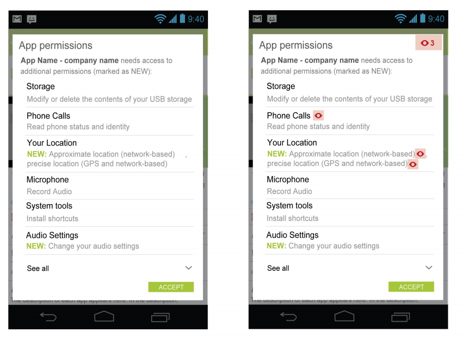 9:40
App permissions
App Name - company name needs access to
additional permissions (marked as NEW):
Storage
Modify or delete the contents of your USB storage
Phone Calls
Read phone status and identity
Your Location
NEW: Approximate location (network-based) ,
precise location (GPS and network-based)
Microphone
Record Audio
System tools
Install shortcuts
Audio Settings
NEW: Change your audio settings
See all
ACCEPT
9:40
App permissions
3
App Name - company name needs access to
additional permissions (marked as NEW):
Storage
Modify or delete the contents of your USB storage
Phone Calls
Read phone status and identity
Your Location
NEW: Approximate location (network-based) ,
precise location (GPS and network-based)
Microphone
Record Audio
System tools
Install shortcuts
Audio Settings
NEW: Change your audio settings
See all
ACCEPT